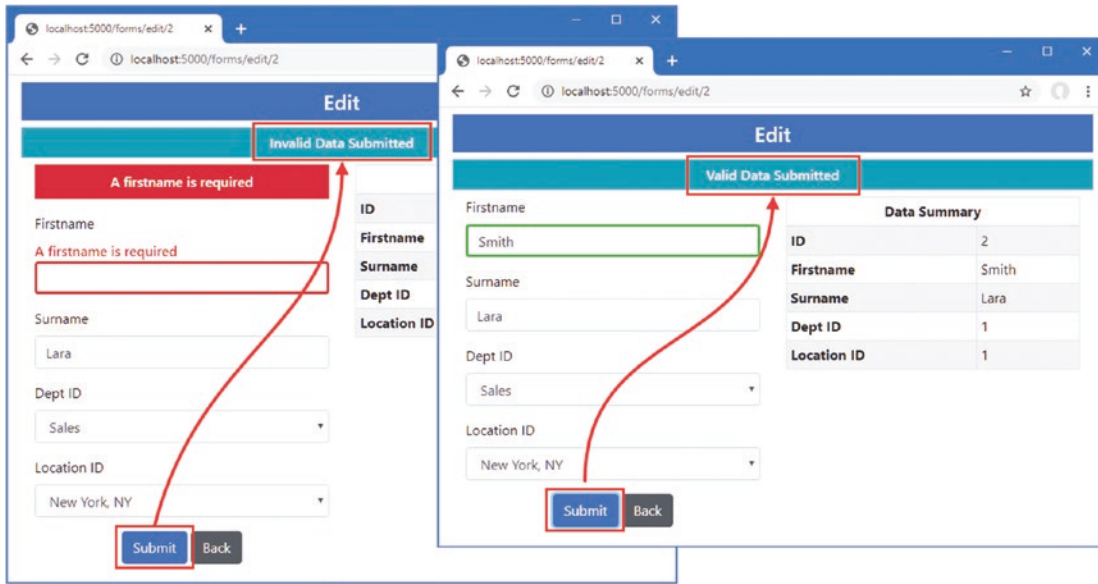 localhost:5000/forms/edit/2
localhost:5000/forms/edit/2
Edit
Invalid Data Submitted
A firstname is required
Firstname
A firstname is required
Surname
Lara
Dept ID
Sales
Location ID
New York, NY
Submit Back
ID
Firstname
Surname
Dept ID
Location ID
localhost:5000/forms/edit/2
localhost:5000/forms/edit/2
Edit
Valid Data Submitted
Firstname
Smith
Surname
Lara
Dept ID
Sales
Location ID
New York, NY
Submit Back
Data Summary
ID 2
Firstname Smith
Surname Lara
Dept ID 1
Location ID 1